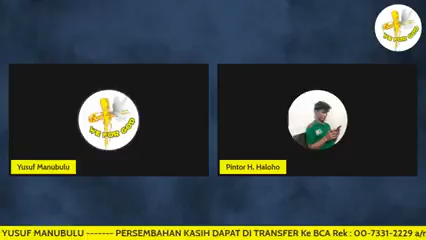 WE FOR GOD
WE FOR GOD
Yusuf Manubulu
Pintor H. Haloho
YUSUF MANUBULU ------- PERSEMBAHAN KASIH DAPAT DI TRANSFER Ke BCA Rek : 00-7331-2229 a/r